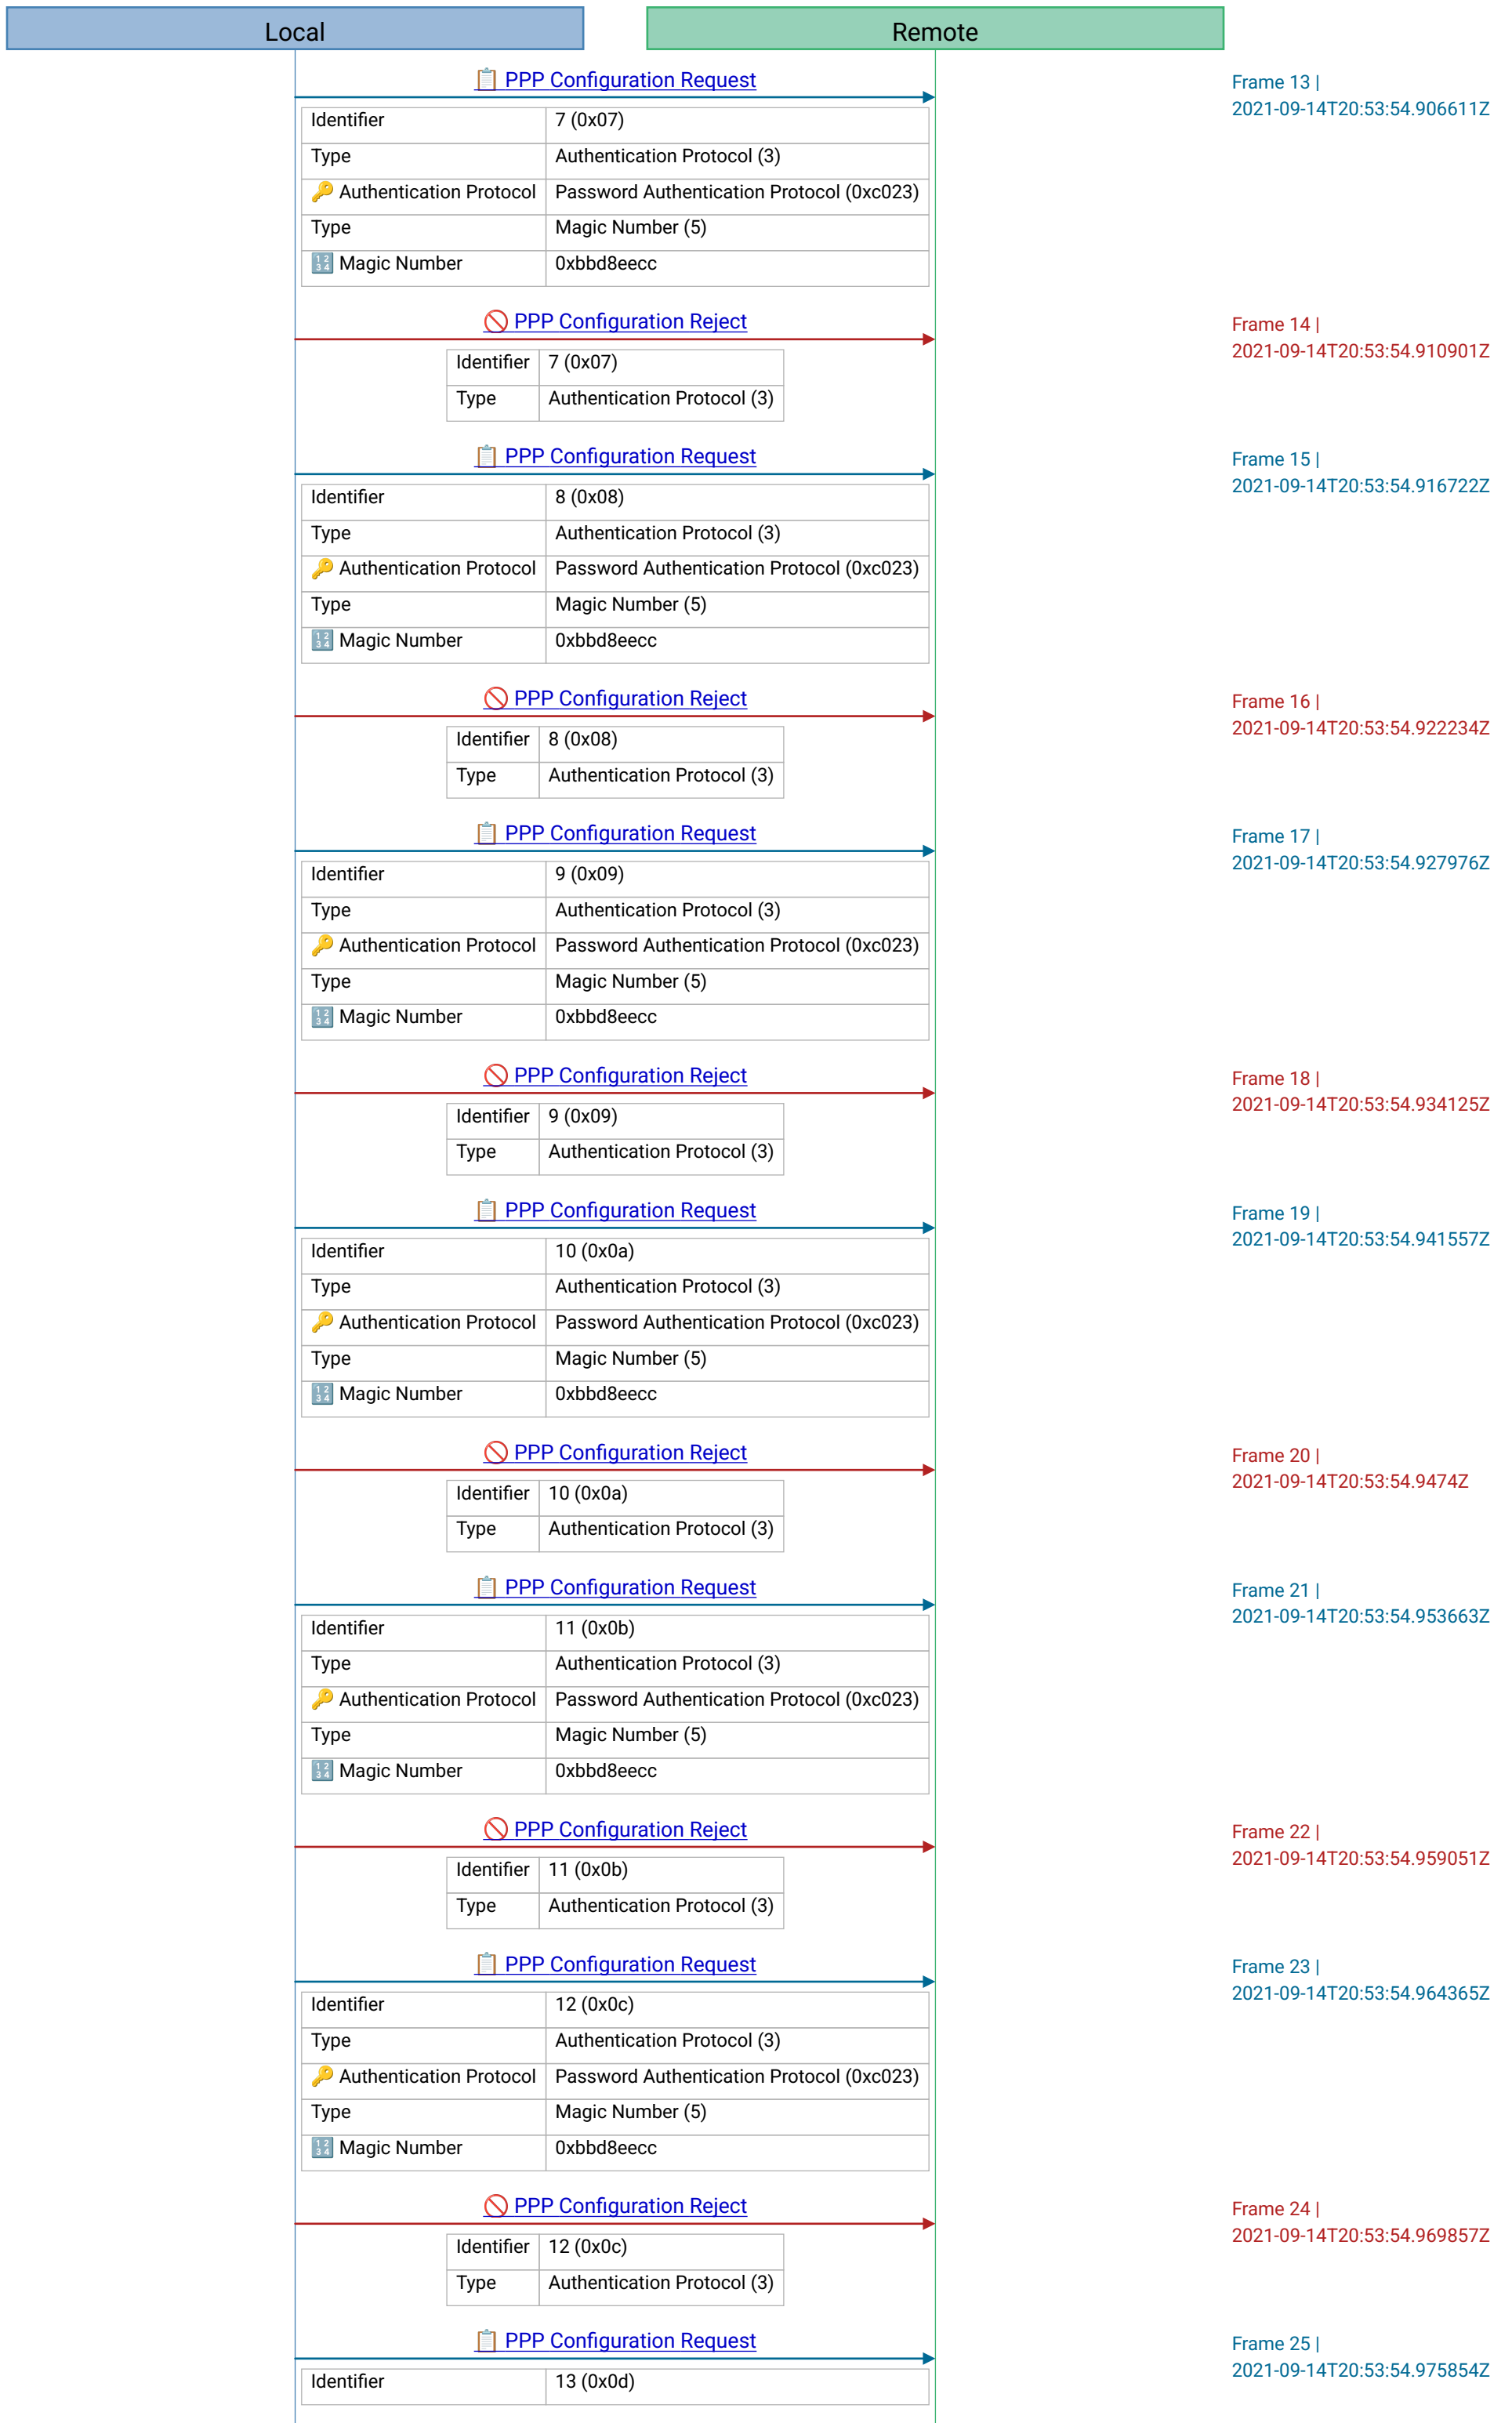 Local Remote
📋 PPP Configuration Request
Frame 13 |
2021-09-14T20:53:54.906611Z
Identifier 7 (0x07)
Type Authentication Protocol (3)
🔑 Authentication Protocol Password Authentication Protocol (0xc023)
Type Magic Number (5)
🔢 Magic Number 0xbbd8eecc
🚫 PPP Configuration Reject
Frame 14 |
2021-09-14T20:53:54.910901Z
Identifier 7 (0x07)
Type Authentication Protocol (3)
📋 PPP Configuration Request
Frame 15 |
2021-09-14T20:53:54.916722Z
Identifier 8 (0x08)
Type Authentication Protocol (3)
🔑 Authentication Protocol Password Authentication Protocol (0xc023)
Type Magic Number (5)
🔢 Magic Number 0xbbd8eecc
🚫 PPP Configuration Reject
Frame 16 |
2021-09-14T20:53:54.922234Z
Identifier 8 (0x08)
Type Authentication Protocol (3)
📋 PPP Configuration Request
Frame 17 |
2021-09-14T20:53:54.927976Z
Identifier 9 (0x09)
Type Authentication Protocol (3)
🔑 Authentication Protocol Password Authentication Protocol (0xc023)
Type Magic Number (5)
🔢 Magic Number 0xbbd8eecc
🚫 PPP Configuration Reject
Frame 18 |
2021-09-14T20:53:54.934125Z
Identifier 9 (0x09)
Type Authentication Protocol (3)
📋 PPP Configuration Request
Frame 19 |
2021-09-14T20:53:54.941557Z
Identifier 10 (0x0a)
Type Authentication Protocol (3)
🔑 Authentication Protocol Password Authentication Protocol (0xc023)
Type Magic Number (5)
🔢 Magic Number 0xbbd8eecc
🚫 PPP Configuration Reject
Frame 20 |
2021-09-14T20:53:54.9474Z
Identifier 10 (0x0a)
Type Authentication Protocol (3)
📋 PPP Configuration Request
Frame 21 |
2021-09-14T20:53:54.953663Z
Identifier 11 (0x0b)
Type Authentication Protocol (3)
🔑 Authentication Protocol Password Authentication Protocol (0xc023)
Type Magic Number (5)
🔢 Magic Number 0xbbd8eecc
🚫 PPP Configuration Reject
Frame 22 |
2021-09-14T20:53:54.959051Z
Identifier 11 (0x0b)
Type Authentication Protocol (3)
📋 PPP Configuration Request
Frame 23 |
2021-09-14T20:53:54.964365Z
Identifier 12 (0x0c)
Type Authentication Protocol (3)
🔑 Authentication Protocol Password Authentication Protocol (0xc023)
Type Magic Number (5)
🔢 Magic Number 0xbbd8eecc
🚫 PPP Configuration Reject
Frame 24 |
2021-09-14T20:53:54.969857Z
Identifier 12 (0x0c)
Type Authentication Protocol (3)
📋 PPP Configuration Request
Frame 25 |
2021-09-14T20:53:54.975854Z
Identifier 13 (0x0d)